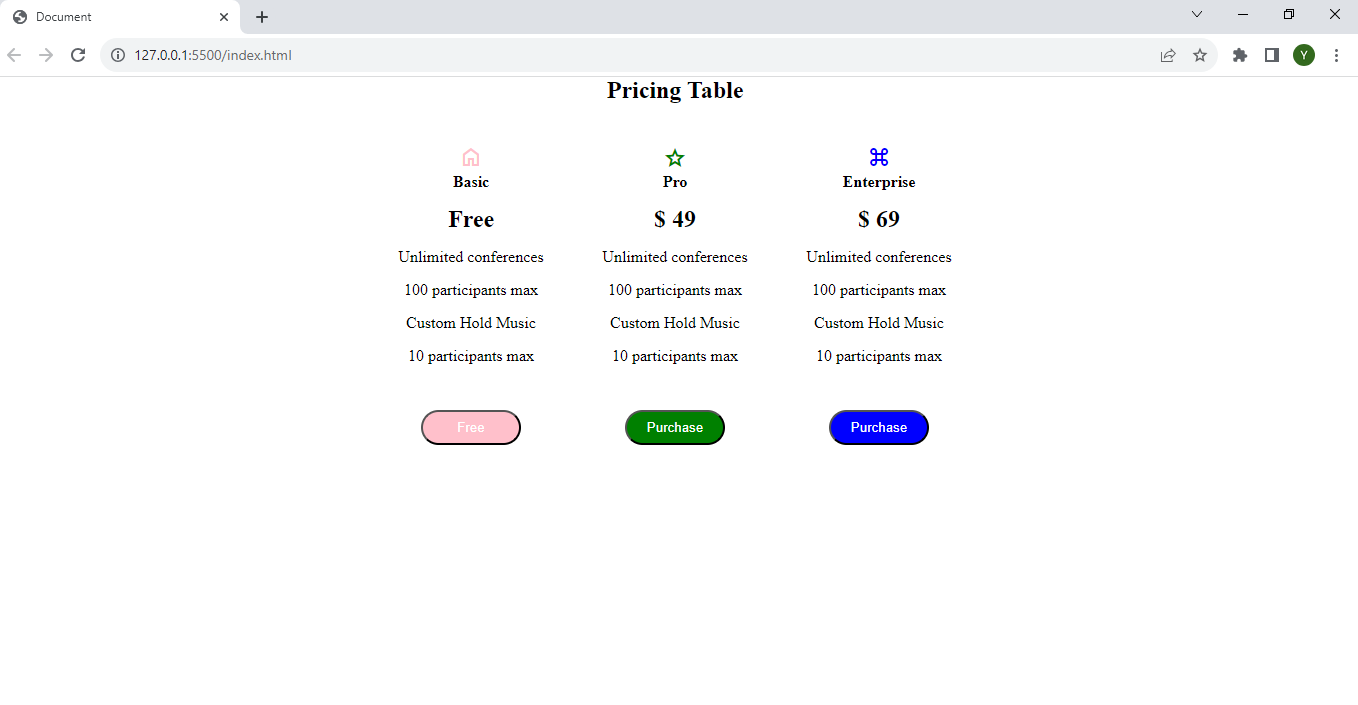 Document
127.0.0.1:5500/index.html
Y
Pricing Table
Basic
Free
Unlimited conferences
100 participants max
Custom Hold Music
10 participants max
Free
Pro
$ 49
Unlimited conferences
100 participants max
Custom Hold Music
10 participants max
Purchase
Enterprise
$ 69
Unlimited conferences
100 participants max
Custom Hold Music
10 participants max
Purchase